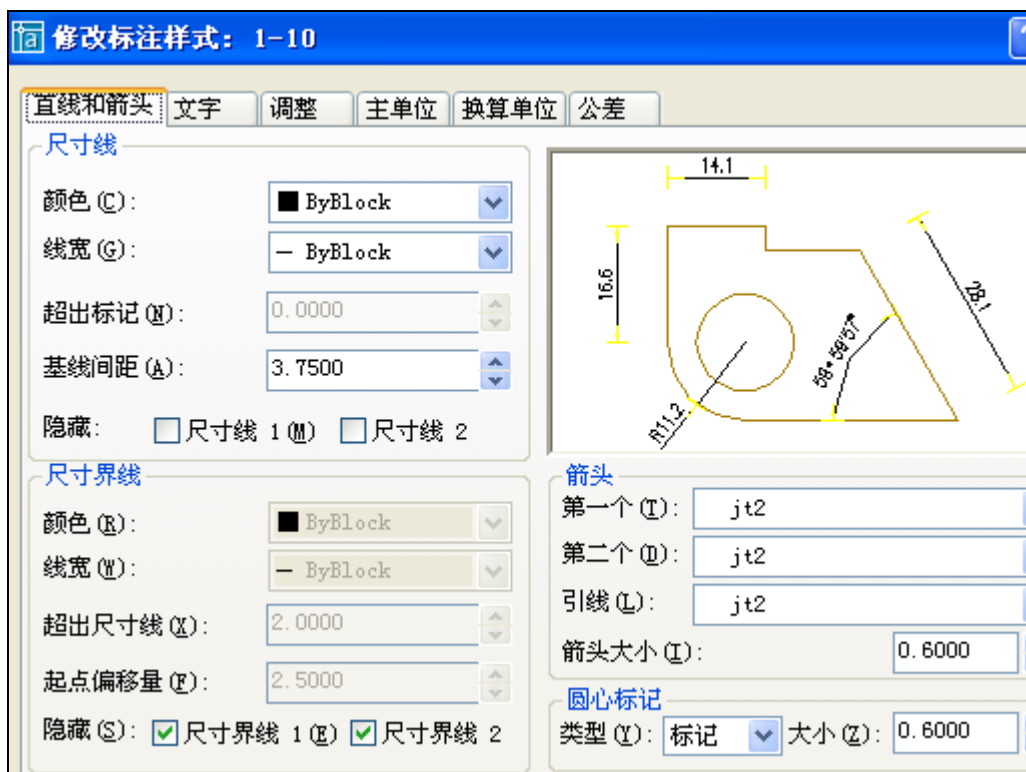 修改标注样式： 1-10
直线和箭头 文字 调整 主单位 换算单位 公差
尺寸线
颜色(C): ByBlock
线宽(G): ByBlock
超出标记(N): 0.0000
基线间距(A): 3.7500
隐藏: 尺寸线 1(M) 尺寸线 2
尺寸界线
颜色(R): ByBlock
线宽(W): ByBlock
超出尺寸线(X): 2.0000
起点偏移量(F): 2.5000
隐藏(S): 尺寸界线 1(E) 尺寸界线 2
14.1
16.6
28.1
R11.2
箭头
第一个(T): jt2
第二个(D): jt2
引线(L): jt2
箭头大小(I): 0.6000
圆心标记
类型(Y): 标记 大小(Z): 0.6000